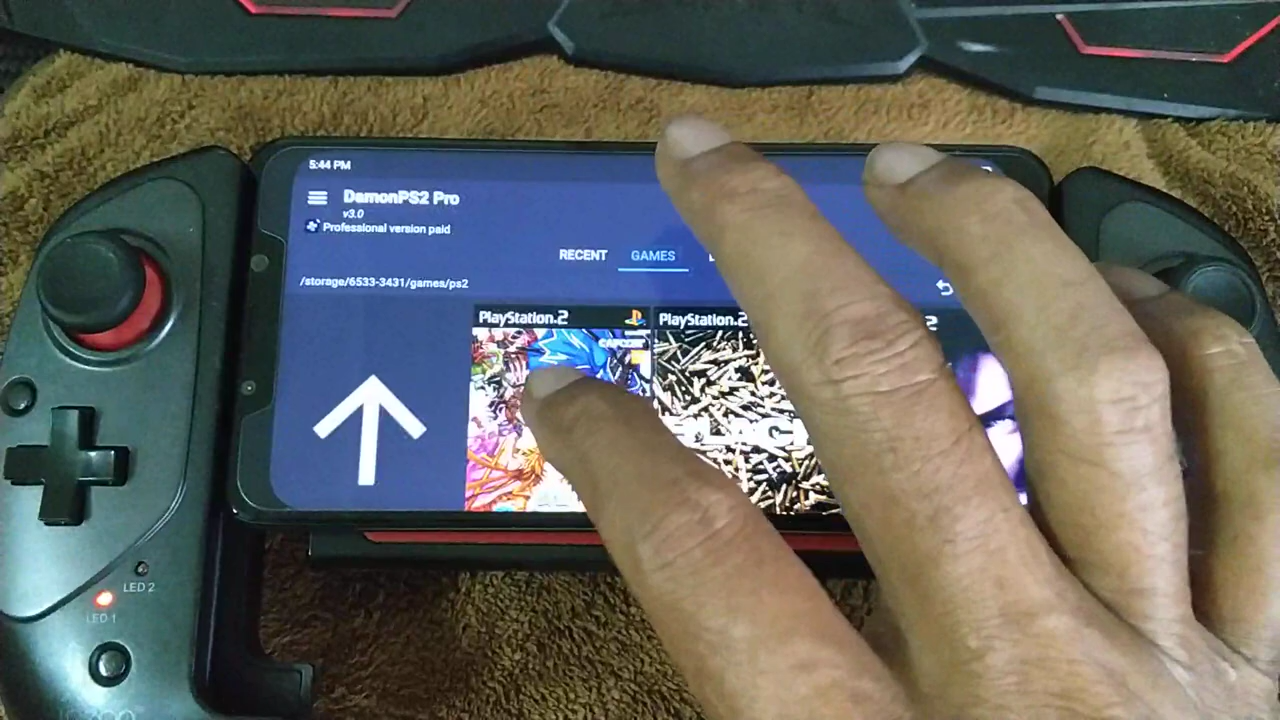 5:44 PM
DamonPS2 Pro
v3.0
Professional version paid
RECENT GAMES
/storage/6533-3431/games/ps2
PlayStation.2 PlayStation.2 2
CAPCOM
LED 2
LED 1